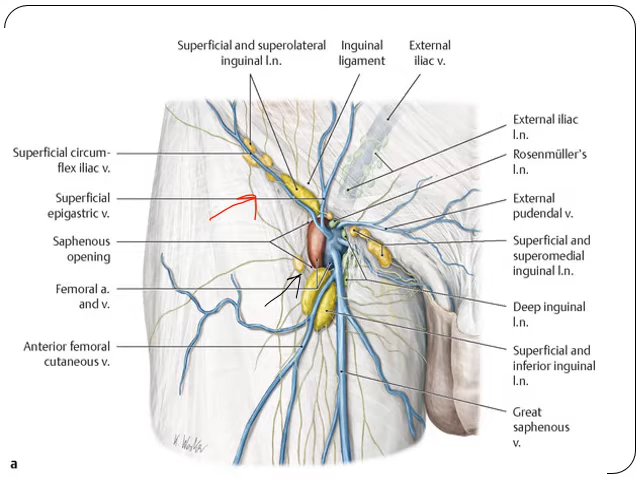 Superficial and superolateral
inguinal l.n.
Inguinal
ligament
External
iliac v.
Superficial circum-
flex iliac v.
Superficial
epigastric v.
Saphenous
opening
Femoral a.
and v.
Anterior femoral
cutaneous v.
External iliac
l.n.
Rosenmüller's
l.n.
External
pudendal v.
Superficial and
superomedial
inguinal l.n.
Deep inguinal
l.n.
Superficial and
inferior inguinal
l.n.
Great
saphenous
v.
a